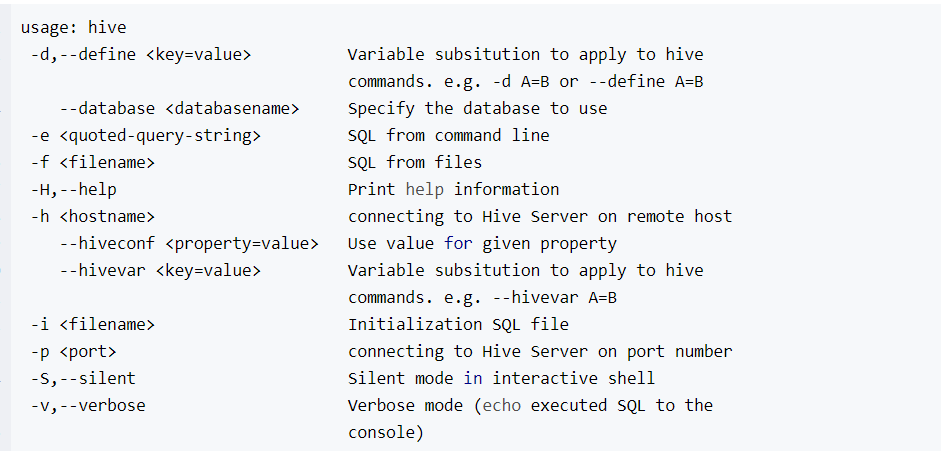 usage: hive
-d,--define <key=value> Variable subsitution to apply to hive
commands. e.g. -d A=B or --define A=B
--database <databasename> Specify the database to use
-e <quoted-query-string> SQL from command line
-f <filename> SQL from files
-H,--help Print help information
-h <hostname> connecting to Hive Server on remote host
--hiveconf <property=value> Use value for given property
--hivevar <key=value> Variable subsitution to apply to hive
commands. e.g. --hivevar A=B
-i <filename> Initialization SQL file
-p <port> connecting to Hive Server on port number
-S,--silent Silent mode in interactive shell
-v,--verbose Verbose mode (echo executed SQL to the
console)